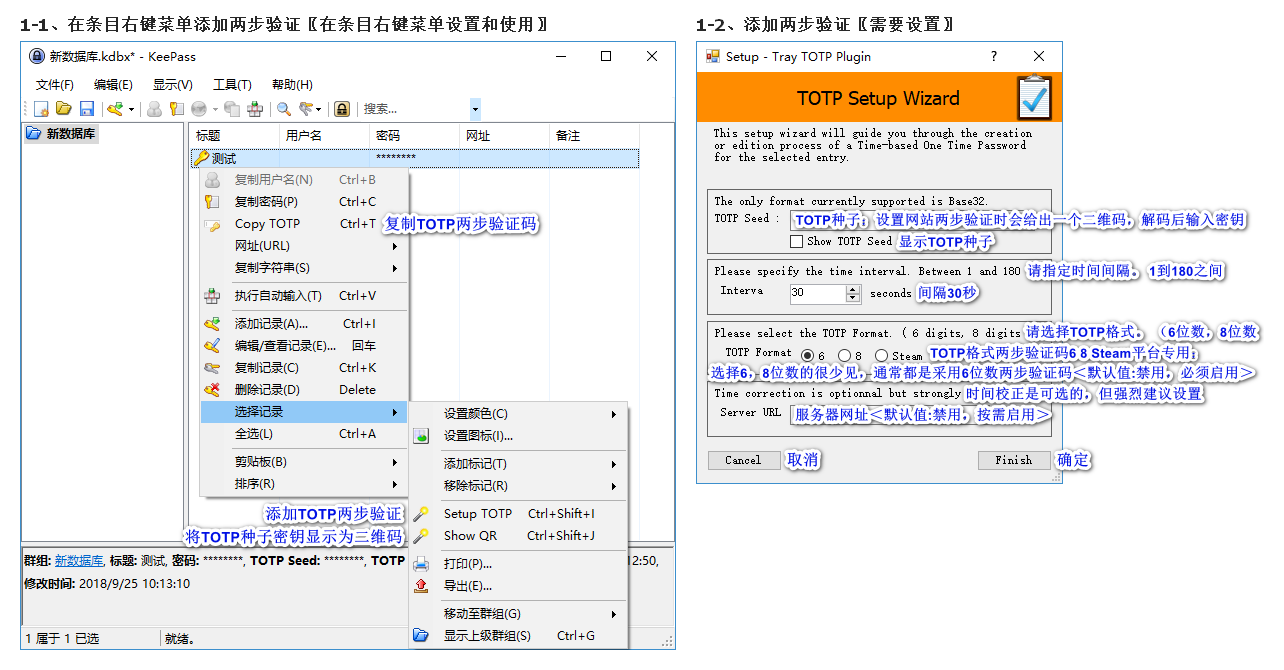 1-1、在条目右键菜单添加两步验证〖在条目右键菜单设置和使用〗
新数据库.kdbx* - KeePass
文件(F) 编辑(E) 显示(V) 工具(T) 帮助(H)
搜索...
新数据库
标题 用户名 密码 网址 备注
测试 ********
复制用户名(N) Ctrl+B
复制密码(P) Ctrl+C
Copy TOTP Ctrl+T 复制TOTP两步验证码
网址(URL)
复制字符串(S)
执行自动输入(T) Ctrl+V
添加记录(A)... Ctrl+I
编辑/查看记录(E)... 回车
复制记录(C) Ctrl+K
删除记录(D) Delete
选择记录
全选(L) Ctrl+A
剪贴板(B)
排序(R)
设置颜色(C)
设置图标(I)...
添加标记(T)
移除标记(R)
添加TOTP两步验证 Setup TOTP Ctrl+Shift+I
将TOTP种子密钥显示为三维码 Show QR Ctrl+Shift+J
打印(P)...
导出(E)...
移动至群组(G)
显示上级群组(S) Ctrl+G
群组: 新数据库, 标题: 测试, 密码: ********, TOTP Seed: ********, TOTP 12:50,
修改时间: 2018/9/25 10:13:10
1 属于 1 已选 就绪。
1-2、添加两步验证〖需要设置〗
Setup - Tray TOTP Plugin ?
TOTP Setup Wizard
This setup wizard will guide you through the creation
or edition process of a Time-based One Time Password
for the selected entry.
The only format currently supported is Base32.
TOTP Seed : TOTP种子；设置网站两步验证时会给出一个二维码，解码后输入密钥
Show TOTP Seed 显示TOTP种子
Please specify the time interval. Between 1 and 180 请指定时间间隔。1到180之间
Interva 30 seconds 间隔30秒
Please select the TOTP Format. ( 6 digits, 8 digits 请选择TOTP格式。（6位数，8位数
TOTP Format 6 8 Steam TOTP格式两步验证码6 8 Steam平台专用；
选择6，8位数的很少见，通常都是采用6位数两步验证码＜默认值:禁用，必须启用＞
Time correction is optionnal but strongly 时间校正是可选的，但强烈建议设置
Server URL 服务器网址＜默认值:禁用，按需启用＞
Cancel 取消 Finish 确定